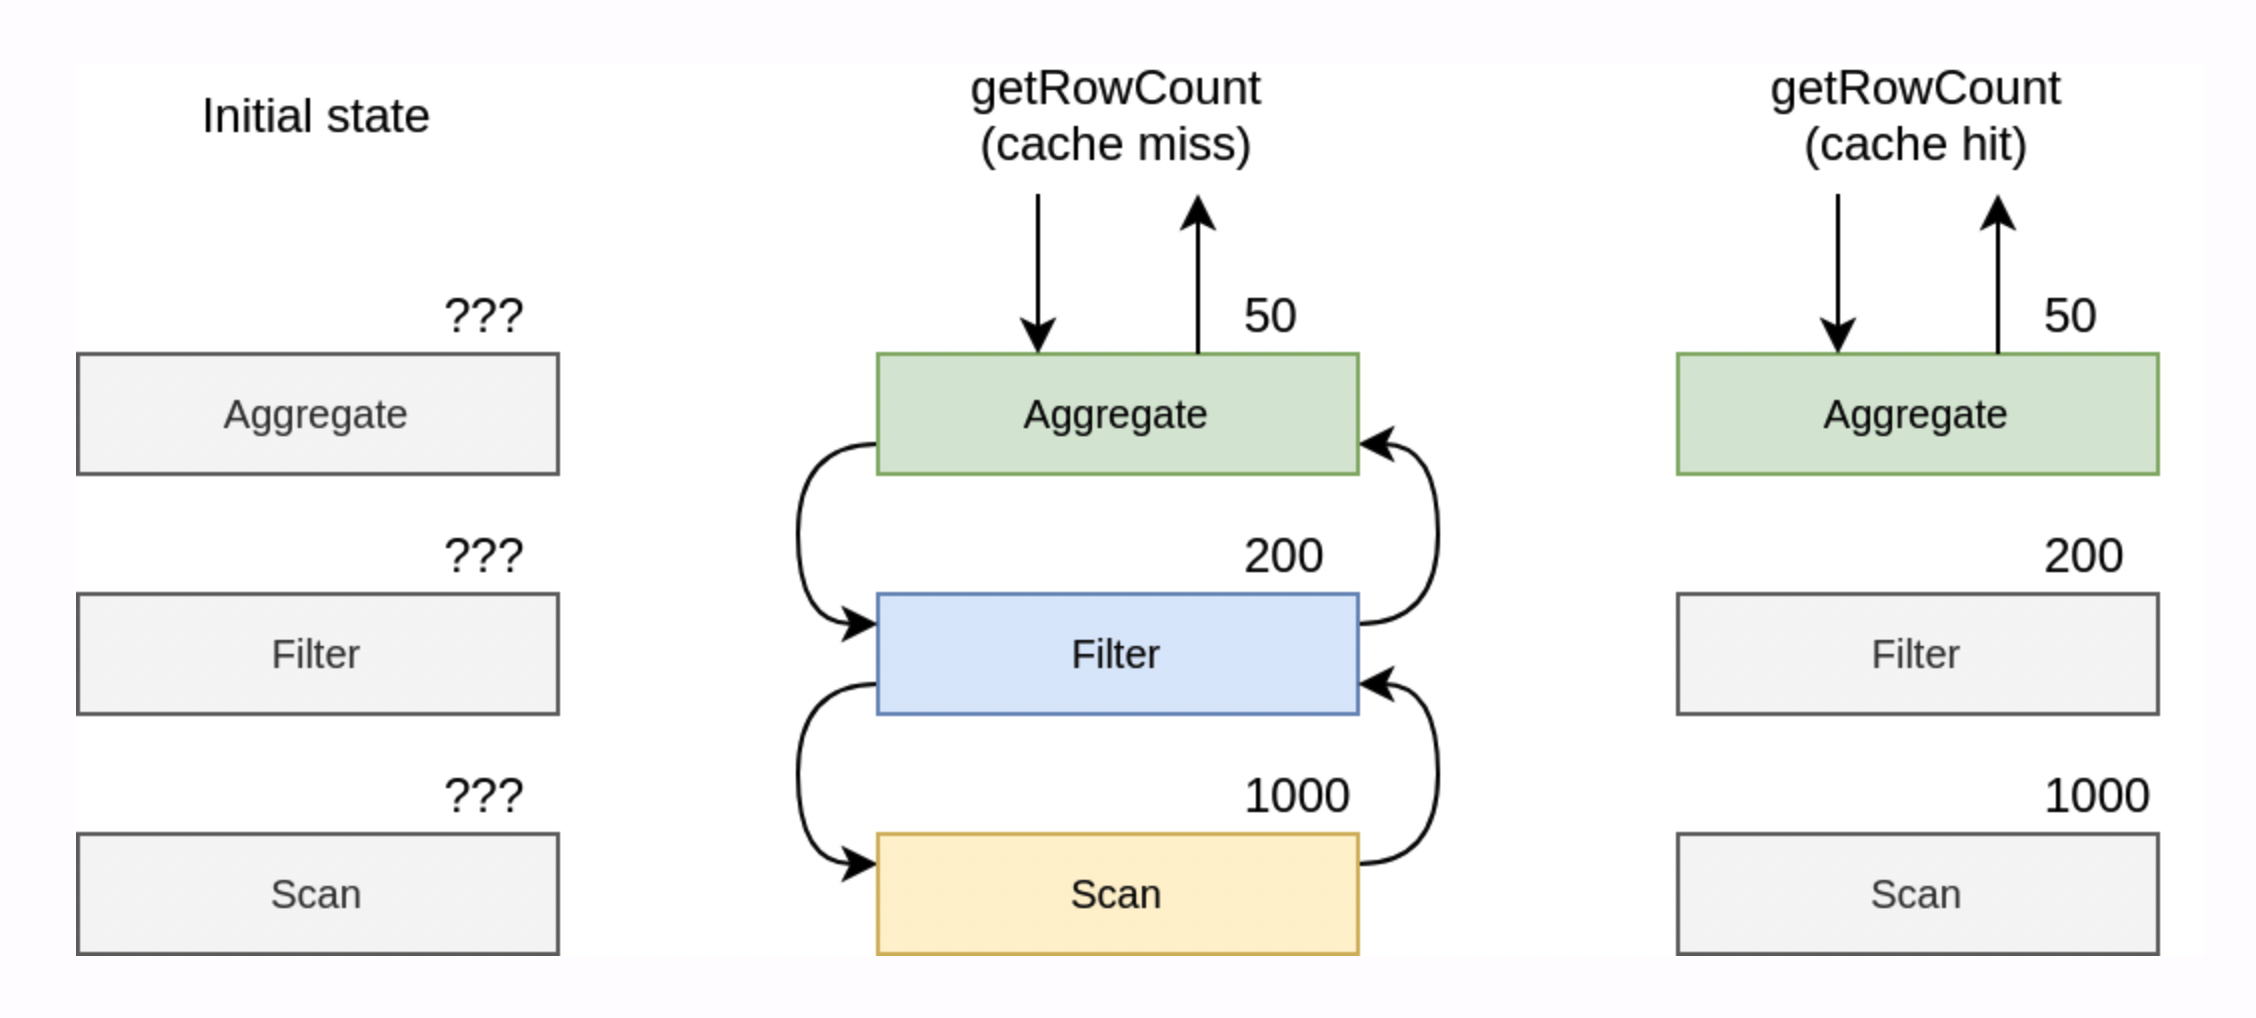 Initial state
???
Aggregate
???
Filter
???
Scan
getRowCount
(cache miss)
50
Aggregate
200
Filter
1000
Scan
getRowCount
(cache hit)
50
Aggregate
200
Filter
1000
Scan